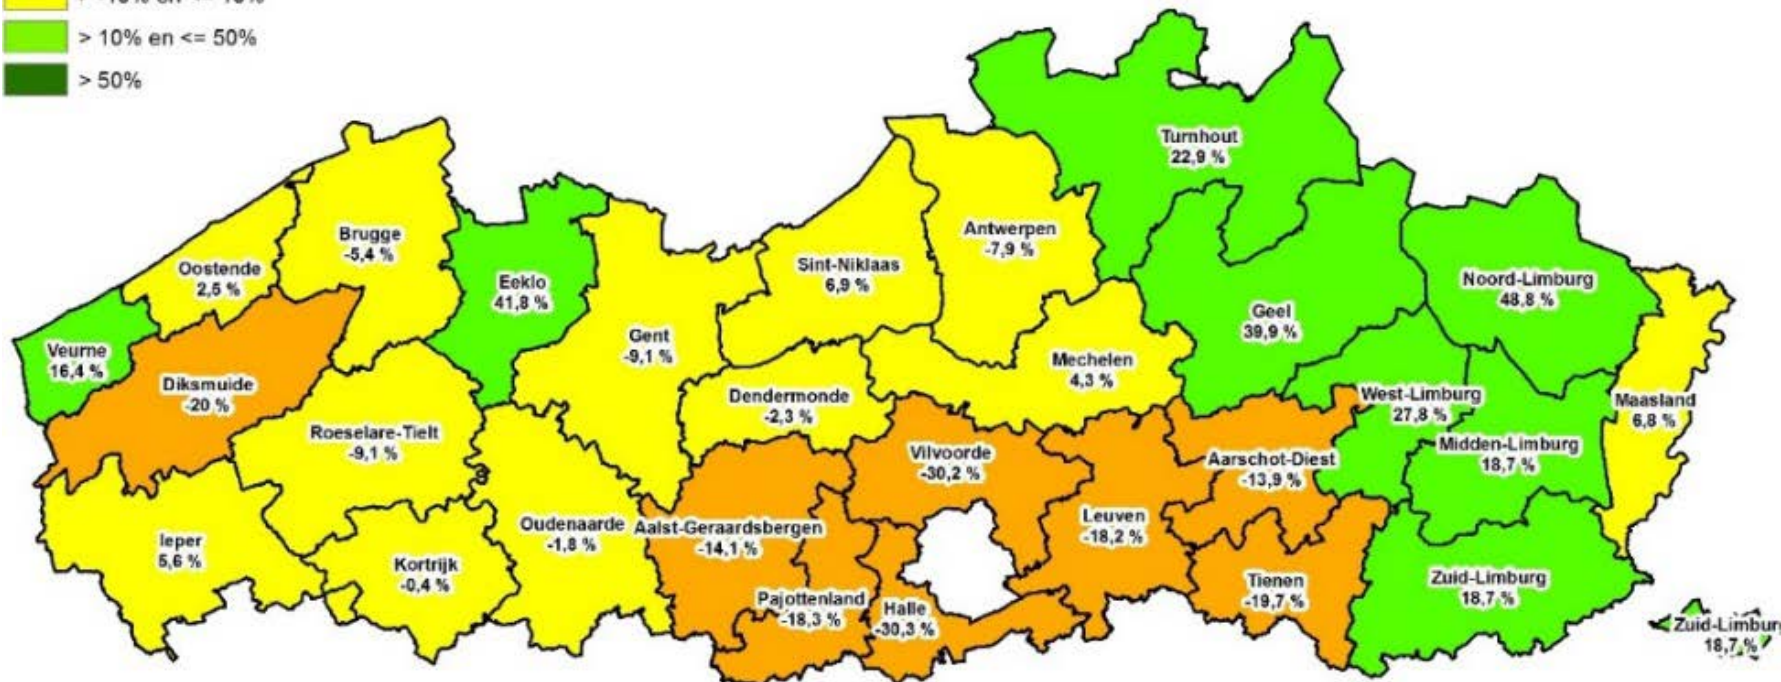 > 10% en <= 50%
> 50%
Turnhout
22,9 %
Brugge
-5,4 %
Antwerpen
-7,9 %
Oostende
2,5 %
Sint-Niklaas
6,9 %
Eeklo
41,8 %
Noord-Limburg
48,8 %
Geel
39,9 %
Gent
-9,1 %
Veurne
16,4 %
Mechelen
4,3 %
Diksmuide
-20 %
Dendermonde
-2,3 %
West-Limburg
27,8 %
Maasland
6,8 %
Roeselare-Tielt
-9,1 %
Midden-Limburg
18,7 %
Vilvoorde
-30,2 %
Aarschot-Diest
-13,9 %
Leuven
-18,2 %
Oudenaarde
-1,8 %
Aalst-Geraardsbergen
-14,1 %
Ieper
5,6 %
Kortrijk
-0,4 %
Zuid-Limburg
18,7 %
Tienen
-19,7 %
Pajottenland
-18,3 %
Halle
-30,3 %
Zuid-Limburg
18,7 %